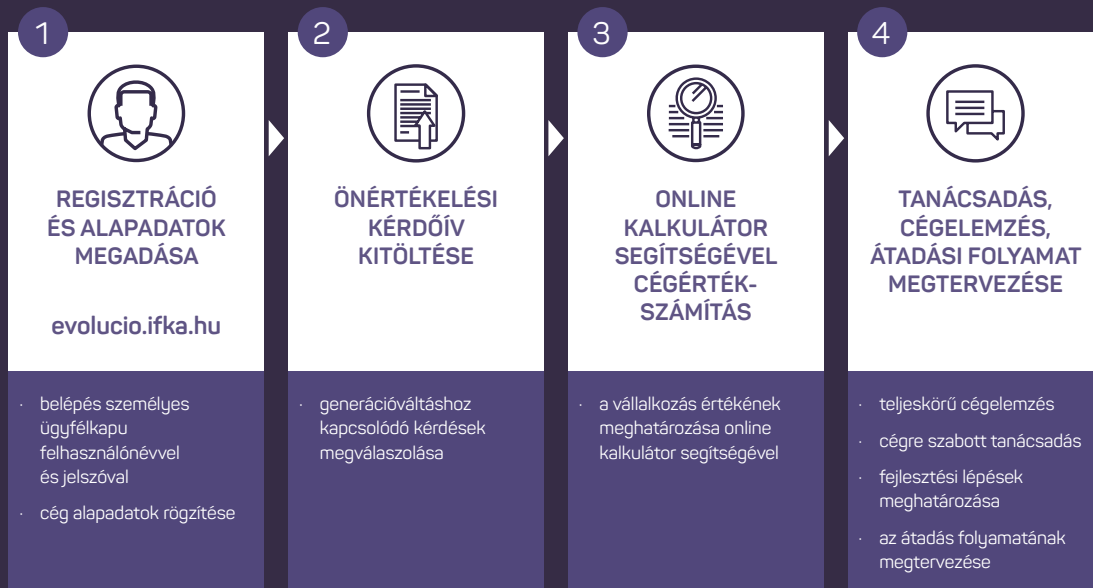 1
REGISZTRÁCIÓ
ÉS ALAPADATOK
MEGADÁSA
evolucio.ifka.hu
· belépés személyes
ügyfélkapu
felhasználónévvel
és jelszóval
· cég alapadatok rögzítése
2
ÖNÉRTÉKELÉSI
KÉRDŐÍV
KITÖLTÉSE
· generációváltáshoz
kapcsolódó kérdések
megválaszolása
3
ONLINE
KALKULÁTOR
SEGÍTSÉGÉVEL
CÉGÉRTÉK-
SZÁMÍTÁS
· a vállalkozás értékének
meghatározása online
kalkulátor segítségével
4
TANÁCSADÁS,
CÉGELEMZÉS,
ÁTADÁSI FOLYAMAT
MEGTERVEZÉSE
· teljeskörű cégelemzés
· cégre szabott tanácsadás
· fejlesztési lépések
meghatározása
· az átadás folyamatának
megtervezése